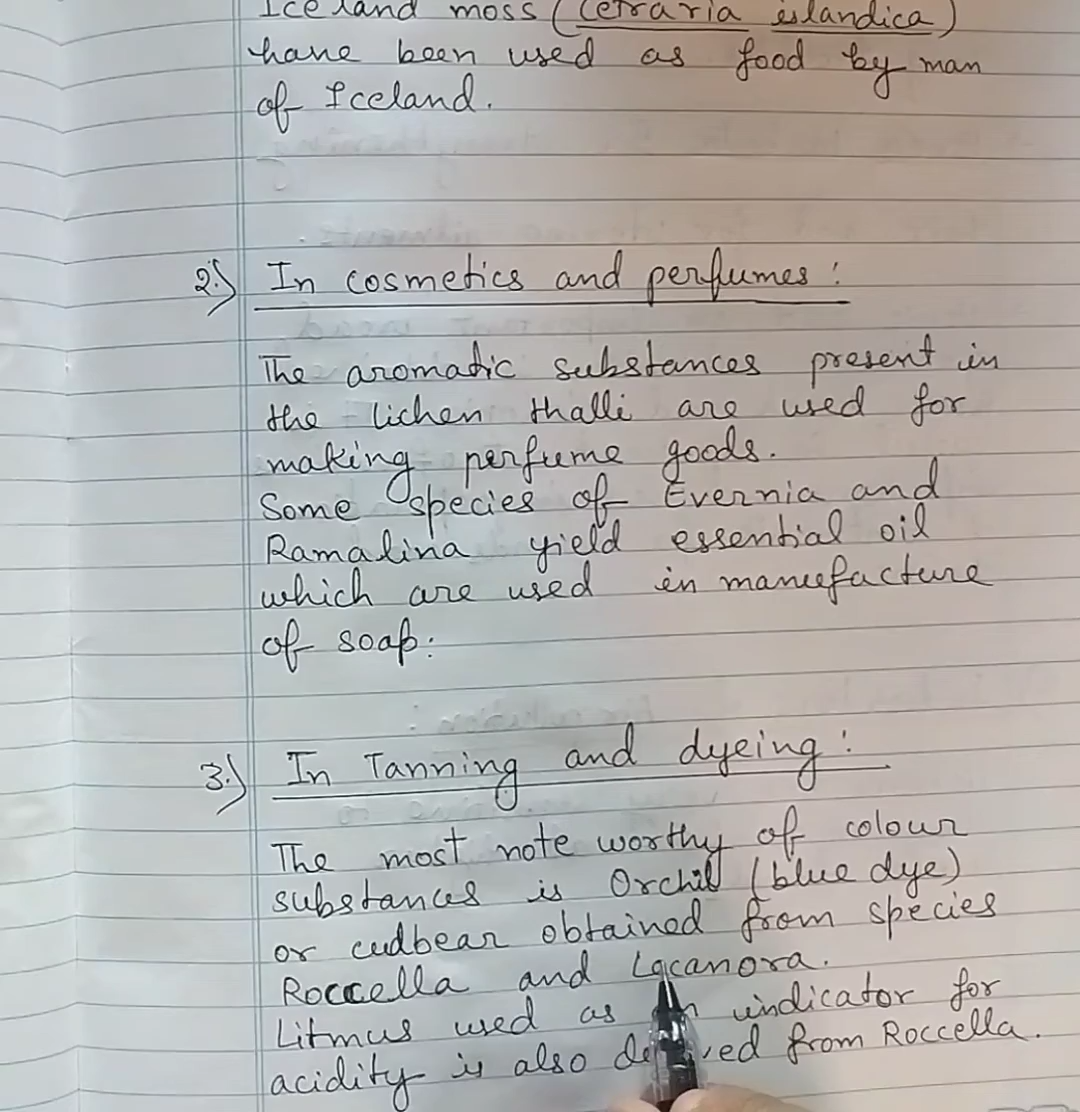 Iceland moss (Cetraria islandica)
have been used as food by man
of Iceland.
2.) In cosmetics and perfumes :
The aromatic substances present in
the lichen thalli are used for
making perfume goods.
Some species of Evernia and
Ramalina yield essential oil
which are used in manufacture
of soap.
3.) In Tanning and dyeing :
The most note worthy of colour
substances is Orchil (blue dye)
or cudbear obtained from species
Roccella and Lacanora.
Litmus used as indicator for
acidity is also from Roccella.